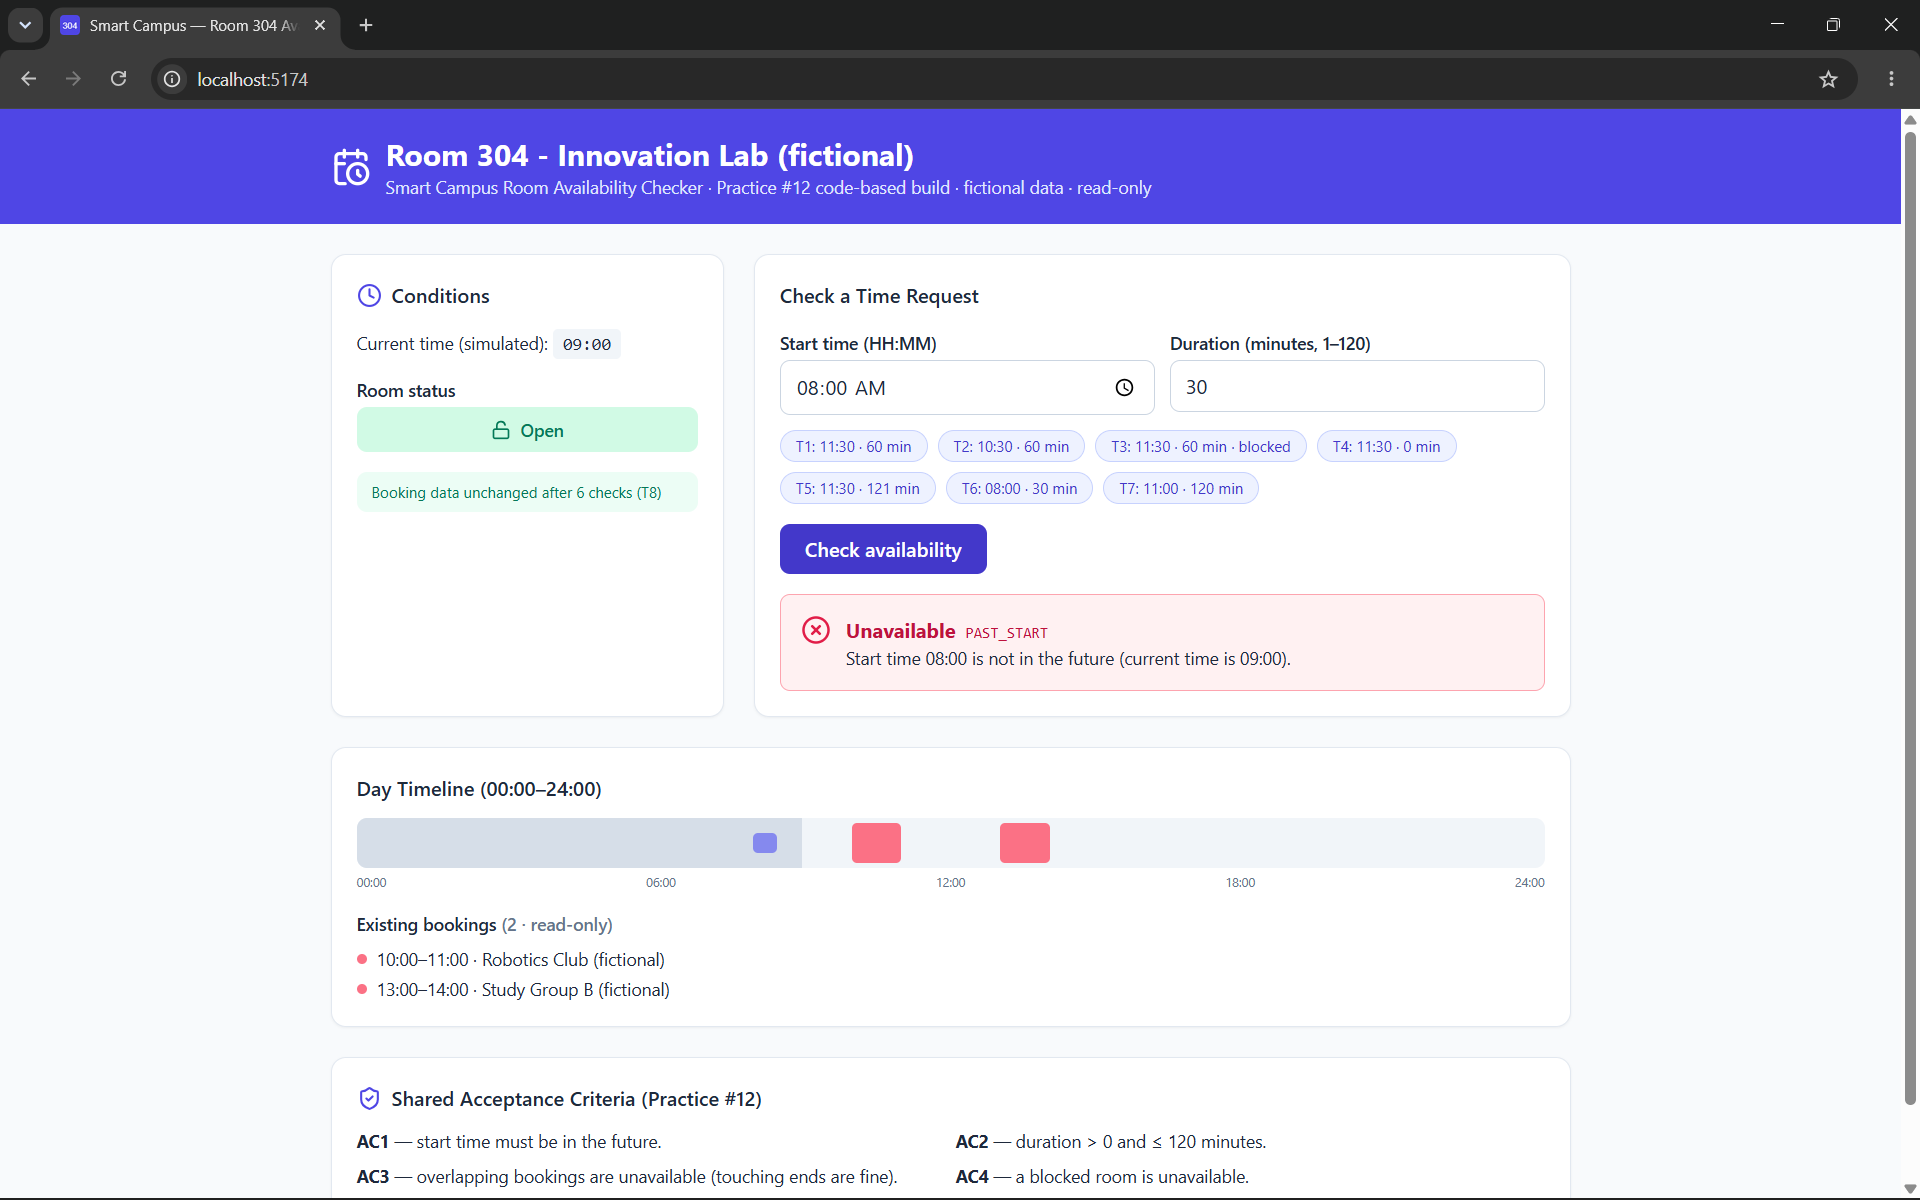 304 Smart Campus — Room 304 Av
localhost:5174
Room 304 - Innovation Lab (fictional)
Smart Campus Room Availability Checker · Practice #12 code-based build · fictional data · read-only
Conditions
Current time (simulated): 09:00
Room status
Open
Booking data unchanged after 6 checks (T8)
Check a Time Request
Start time (HH:MM)
Duration (minutes, 1–120)
08:00 AM
30
T1: 11:30 · 60 min
T2: 10:30 · 60 min
T3: 11:30 · 60 min · blocked
T4: 11:30 · 0 min
T5: 11:30 · 121 min
T6: 08:00 · 30 min
T7: 11:00 · 120 min
Check availability
Unavailable PAST_START
Start time 08:00 is not in the future (current time is 09:00).
Day Timeline (00:00–24:00)
00:00
06:00
12:00
18:00
24:00
Existing bookings (2 · read-only)
10:00–11:00 · Robotics Club (fictional)
13:00–14:00 · Study Group B (fictional)
Shared Acceptance Criteria (Practice #12)
AC1 — start time must be in the future.
AC2 — duration > 0 and ≤ 120 minutes.
AC3 — overlapping bookings are unavailable (touching ends are fine).
AC4 — a blocked room is unavailable.